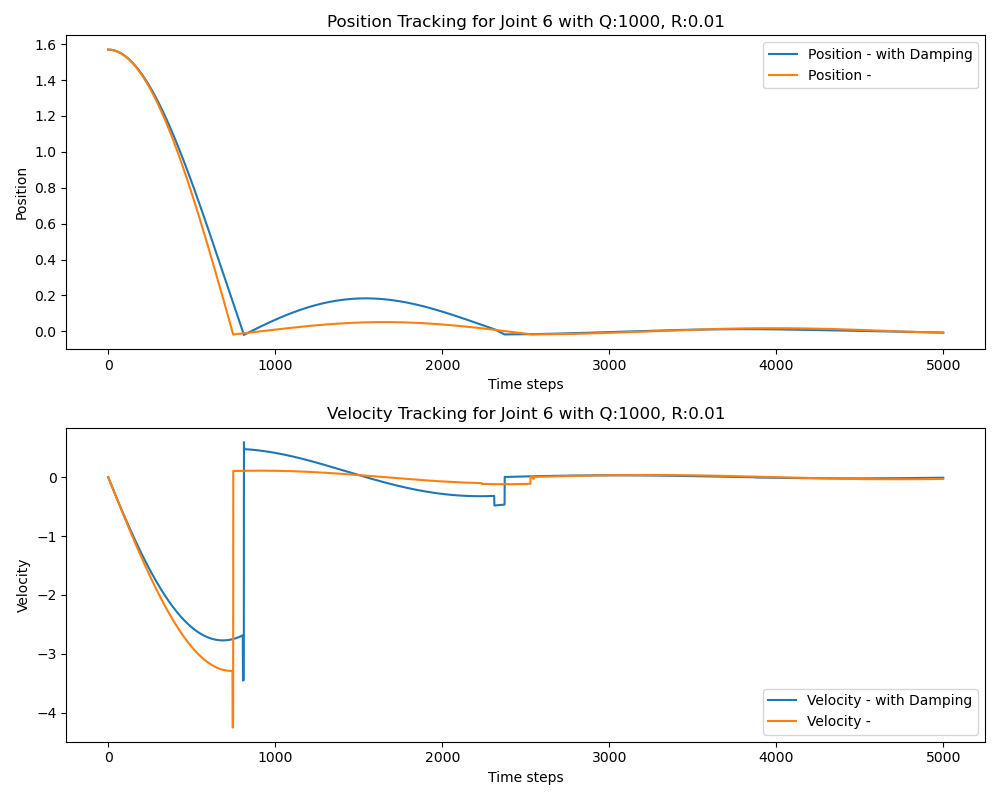 Position Tracking for Joint 6 with Q:1000, R:0.01
Position - with Damping
Position -
1.6
1.4
1.2
1.0
0.8
0.6
0.4
0.2
0.0
Position
0 1000 2000 3000 4000 5000
Time steps
Velocity Tracking for Joint 6 with Q:1000, R:0.01
0
−1
−2
−3
−4
Velocity
Velocity - with Damping
Velocity -
0 1000 2000 3000 4000 5000
Time steps